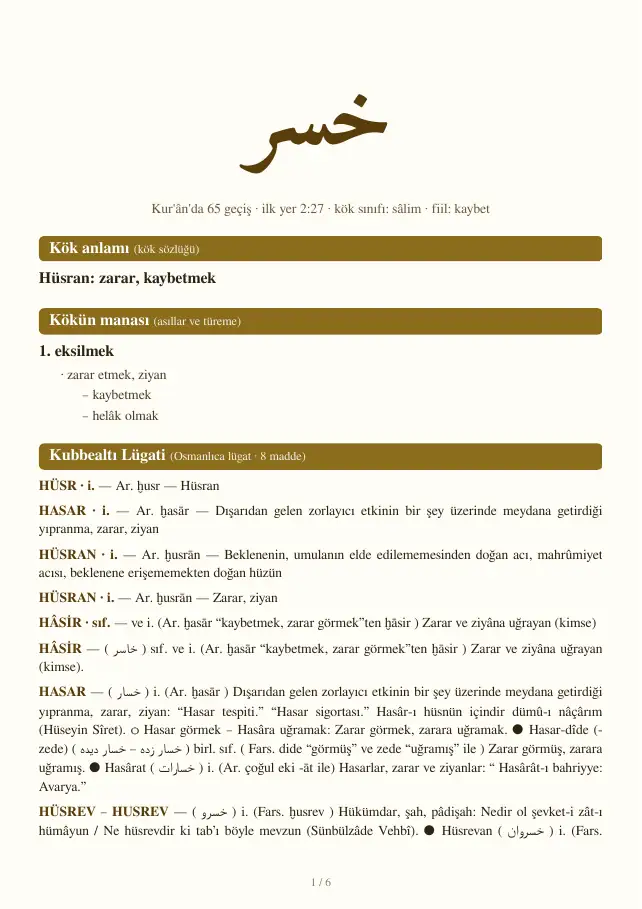 خسر
Kur'ân'da 65 geçiş · ilk yer 2:27 · kök sınıfı: sâlim · fiil: kaybet
Kök anlamı (kök sözlüğü)
Hüsran: zarar, kaybetmek
Kökün manası (asıllar ve türeme)
1. eksilmek
· zarar etmek, ziyan
– kaybetmek
– helâk olmak
Kubbealtı Lügati (Osmanlıca lügat · 8 madde)
HÜSR · i. — Ar. ḫusr — Hüsran
HASAR · i. — Ar. ḫasār — Dışarıdan gelen zorlayıcı etkinin bir şey üzerinde meydana getirdiği
yıpranma, zarar, ziyan
HÜSRAN · i. — Ar. ḫusrān — Beklenenin, umulanın elde edilememesinden doğan acı, mahrûmiyet
acısı, beklenene erişememekten doğan hüzün
HÜSRAN · i. — Ar. ḫusrān — Zarar, ziyan
HÂSİR · sıf. — ve i. (Ar. ḫasār “kaybetmek, zarar görmek”ten ḫāsir ) Zarar ve ziyâna uğrayan (kimse)
HÂSİR — ( خاسر ) sıf. ve i. (Ar. ḫasār “kaybetmek, zarar görmek”ten ḫāsir ) Zarar ve ziyâna uğrayan
(kimse).
HASAR — ( خسار ) i. (Ar. ḫasār ) Dışarıdan gelen zorlayıcı etkinin bir şey üzerinde meydana getirdiği
yıpranma, zarar, ziyan: “Hasar tespiti.” “Hasar sigortası.” Hasâr-ı hüsnün içindir dümû-ı nâçârım
(Hüseyin Sîret). ο Hasar görmek – Hasâra uğramak: Zarar görmek, zarara uğramak. ● Hasar-dîde (-
zede) ( خسار زده – خسار ديده ) birl. sıf. ( Fars. dide “görmüş” ve zede “uğramış” ile ) Zarar görmüş, zarara
uğramış. ● Hasârat ( خسارات ) i. (Ar. çoğul eki -āt ile) Hasarlar, zarar ve ziyanlar: “ Hasârât-ı bahriyye:
Avarya.”
HÜSREV – HUSREV — ( خسرو ) i. (Fars. ḫusrev ) Hükümdar, şah, pâdişah: Nedir ol şevket-i zât-ı
hümâyun / Ne hüsrevdir ki tab’ı böyle mevzun (Sünbülzâde Vehbî). ● Hüsrevan ( خسروان ) i. (Fars.
1 / 6